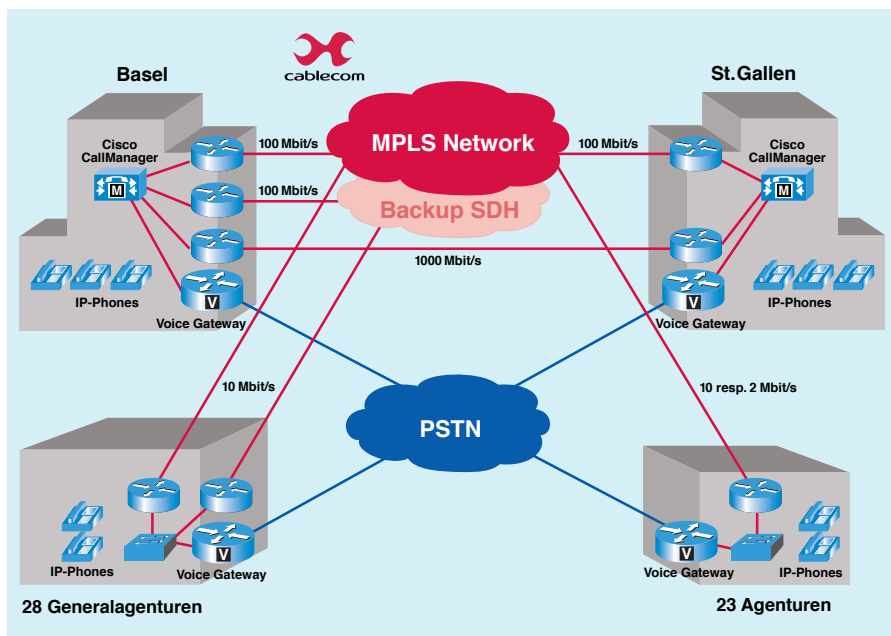 Basel
cablecom
St.Gallen
Cisco
CallManager
M
100 Mbit/s
MPLS Network
100 Mbit/s
Cisco
CallManager
M
100 Mbit/s
Backup SDH
1000 Mbit/s
IP-Phones
V
Voice Gateway
V
Voice Gateway
IP-Phones
10 Mbit/s
10 resp. 2 Mbit/s
PSTN
IP-Phones
V
Voice Gateway
V
Voice Gateway
IP-Phones
28 Generalagenturen
23 Agenturen